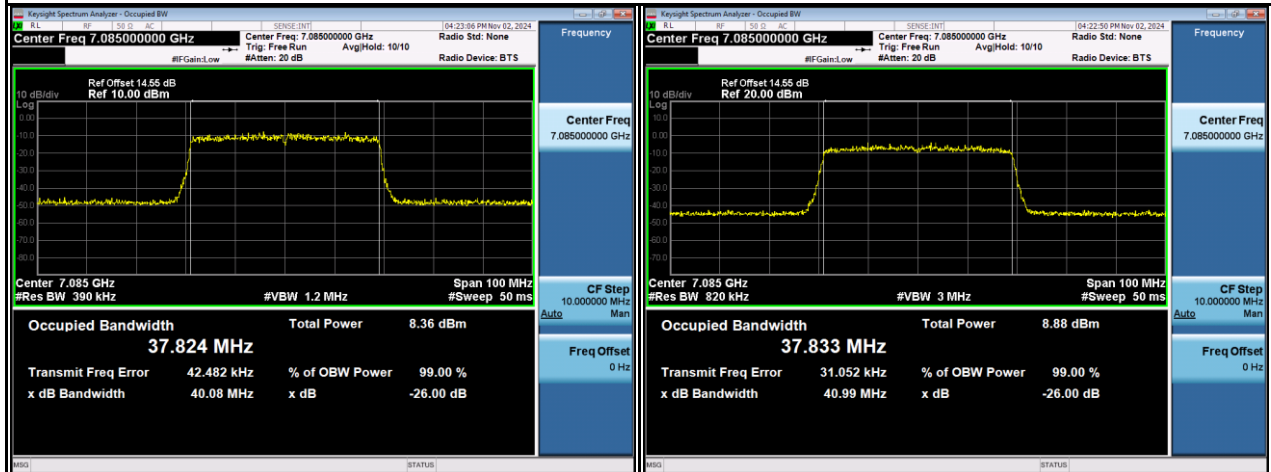 Keysight Spectrum Analyzer - Occupied BW
RL RF 50 Ω AC SENSE:INT 04:23:06 PM Nov 02, 2024
Center Freq 7.085000000 GHz
Center Freq: 7.085000000 GHz
Radio Std: None
Trig: Free Run Avg|Hold: 10/10
#IFGain:Low
#Atten: 20 dB
Radio Device: BTS
Frequency
Ref Offset 14.55 dB
10 dB/div Ref 10.00 dBm
Log
0.00
-10.0
-20.0
-30.0
-40.0
-50.0
-60.0
-70.0
-80.0
Center 7.085 GHz Span 100 MHz
#Res BW 390 kHz #VBW 1.2 MHz #Sweep 50 ms
Center Freq
7.085000000 GHz
CF Step
10.000000 MHz
Auto Man
Freq Offset
0 Hz
Occupied Bandwidth Total Power 8.36 dBm
37.824 MHz
Transmit Freq Error 42.482 kHz % of OBW Power 99.00 %
x dB Bandwidth 40.08 MHz x dB -26.00 dB
MSG STATUS
Keysight Spectrum Analyzer - Occupied BW
RL RF 50 Ω AC SENSE:INT 04:22:50 PM Nov 02, 2024
Center Freq 7.085000000 GHz
Center Freq: 7.085000000 GHz
Radio Std: None
Trig: Free Run Avg|Hold: 10/10
#IFGain:Low
#Atten: 20 dB
Radio Device: BTS
Frequency
Ref Offset 14.55 dB
10 dB/div Ref 20.00 dBm
Log
10.0
0.00
-10.0
-20.0
-30.0
-40.0
-50.0
-60.0
-70.0
Center 7.085 GHz Span 100 MHz
#Res BW 820 kHz #VBW 3 MHz #Sweep 50 ms
Center Freq
7.085000000 GHz
CF Step
10.000000 MHz
Auto Man
Freq Offset
0 Hz
Occupied Bandwidth Total Power 8.88 dBm
37.833 MHz
Transmit Freq Error 31.052 kHz % of OBW Power 99.00 %
x dB Bandwidth 40.99 MHz x dB -26.00 dB
MSG STATUS